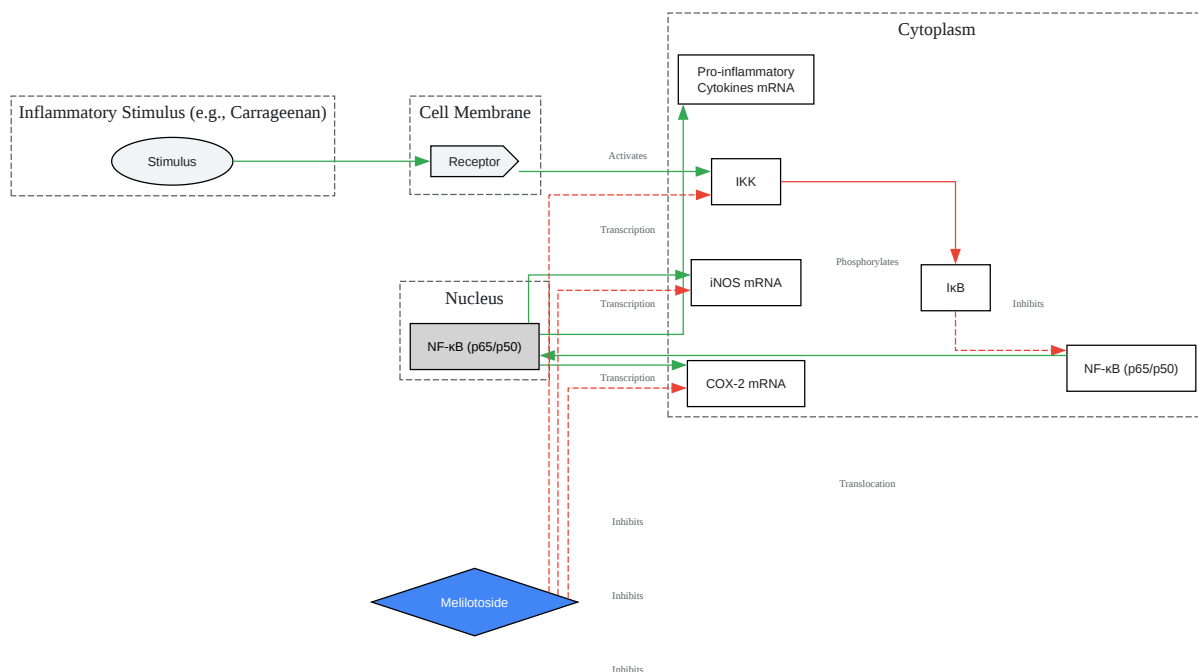 Cytoplasm
Pro-inflammatory
Cytokines mRNA
Inflammatory Stimulus (e.g., Carrageenan)
Cell Membrane
Stimulus
Receptor
Activates
IKK
Transcription
Phosphorylates
iNOS mRNA
IκB
Nucleus
Transcription
Inhibits
NF-κB (p65/p50)
NF-κB (p65/p50)
Transcription
COX-2 mRNA
Translocation
Inhibits
Melilotoside
Inhibits
Inhibits